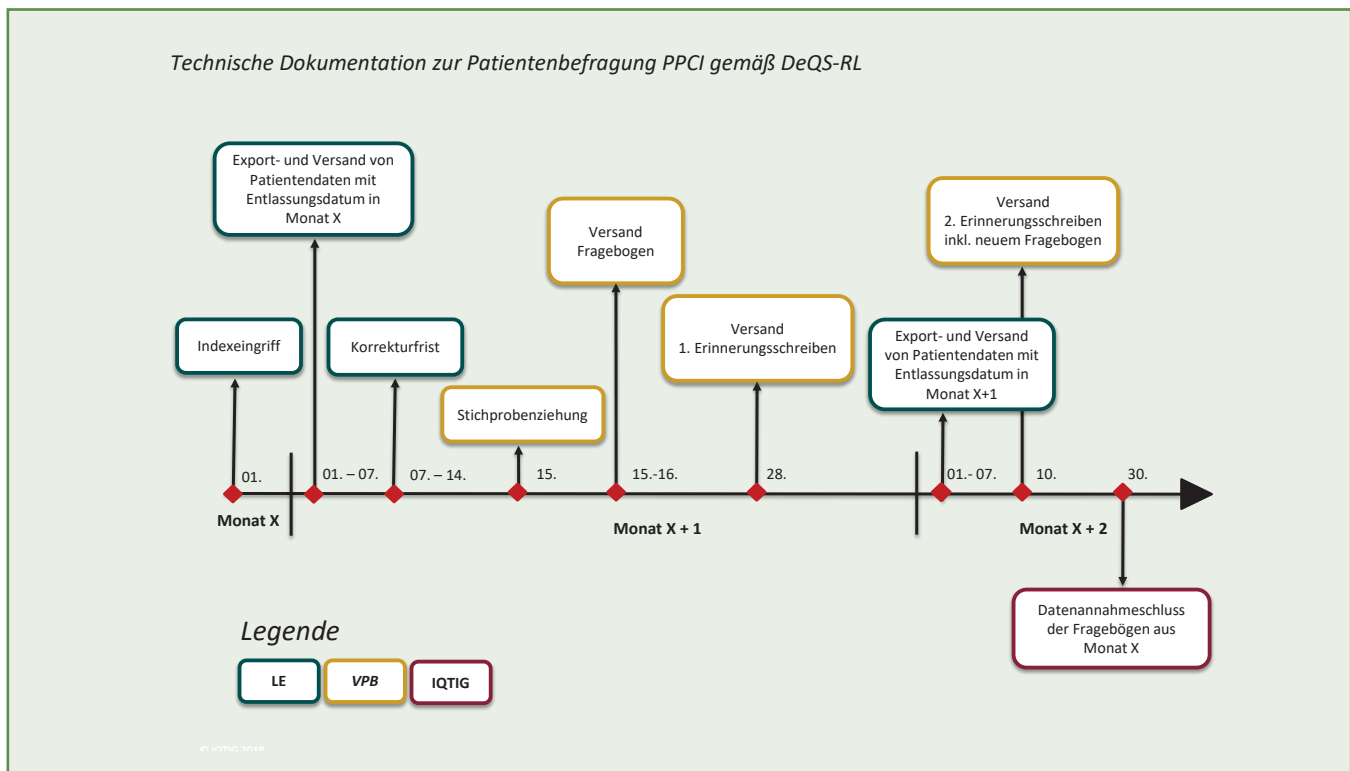 Technische Dokumentation zur Patientenbefragung PPCI gemäß DeQS-RL
Export- und Versand von
Patientendaten mit
Entlassungsdatum in
Monat X
Versand
Fragebogen
Versand
2. Erinnerungsschreiben
inkl. neuem Fragebogen
Indexeingriff
Korrekturfrist
Stichprobenziehung
Versand
1. Erinnerungsschreiben
Export- und Versand
von Patientendaten mit
Entlassungsdatum in
Monat X+1
01.
01. – 07.
07. – 14.
15.
15.-16.
28.
01.- 07.
10.
30.
Monat X
Monat X + 1
Monat X + 2
Datenannahmeschluss
der Fragebögen aus
Monat X
Legende
LE
VPB
IQTIG
© IQTIG 2018